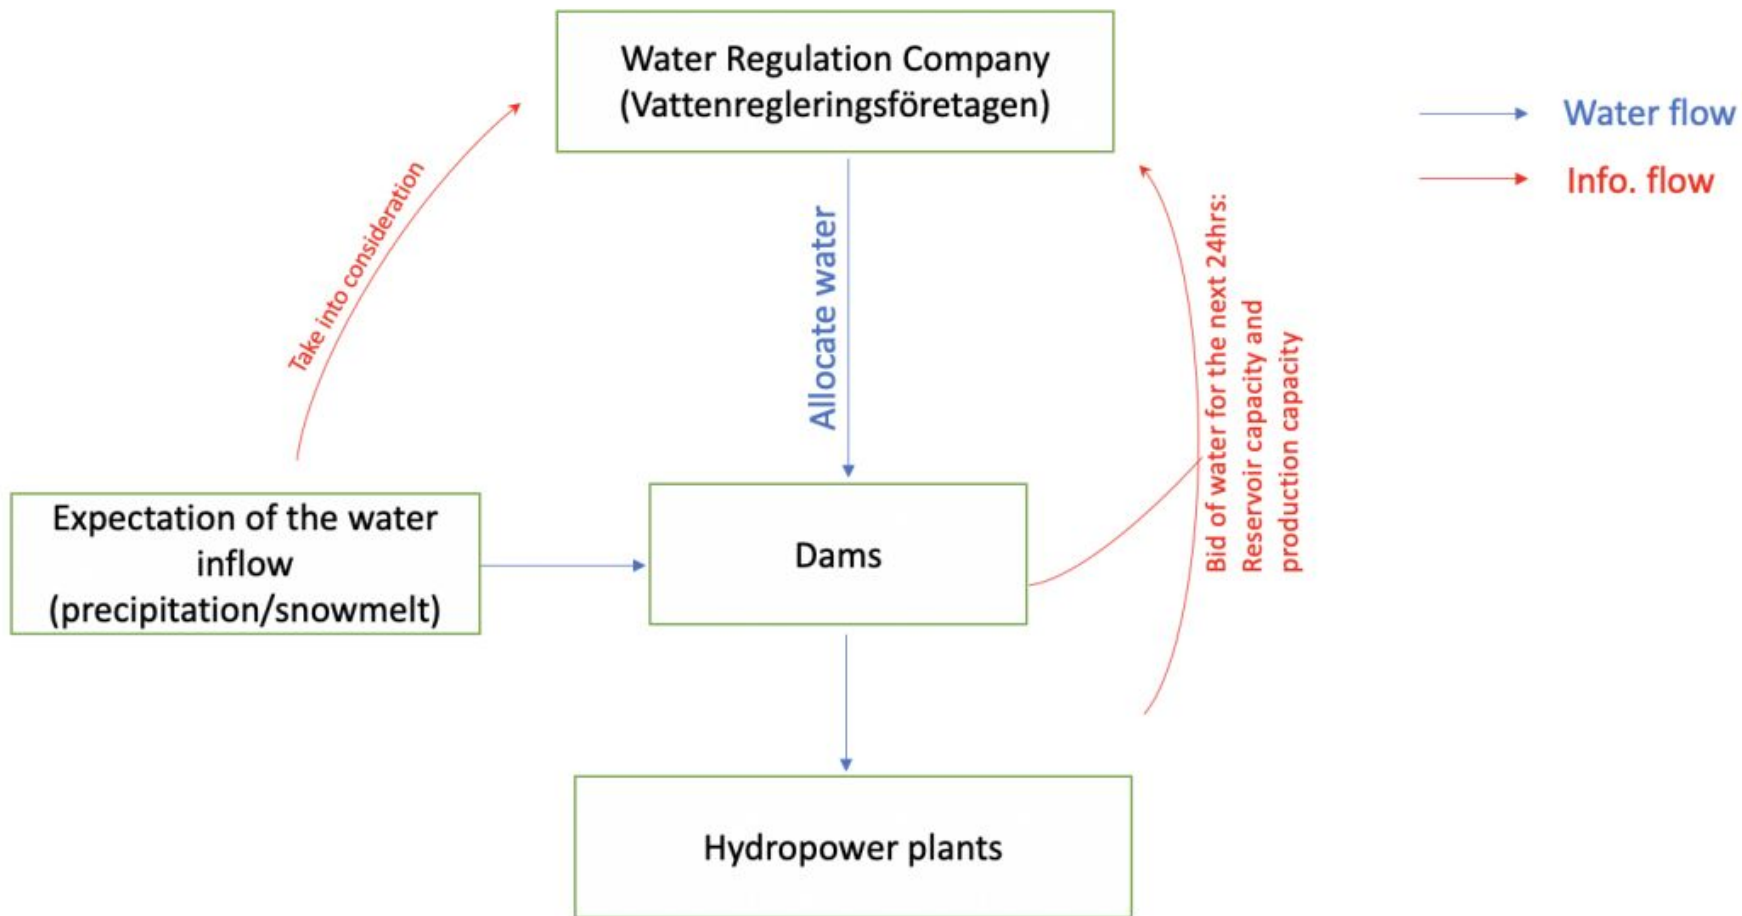 Water Regulation Company
(Vattenregleringsföretagen)
Water flow
Info. flow
Take into consideration
Allocate water
Bid of water for the next 24hrs:
Reservoir capacity and
production capacity
Expectation of the water
inflow
(precipitation/snowmelt)
Dams
Hydropower plants